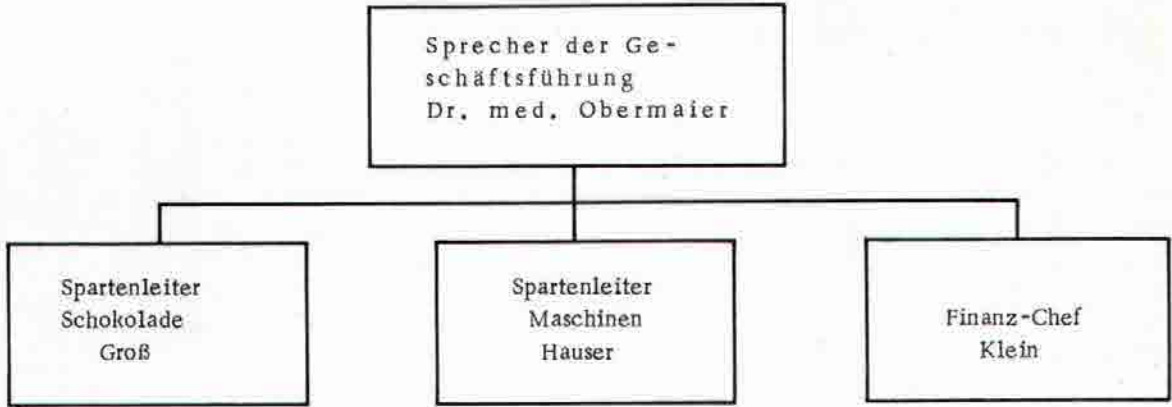 Sprecher der Ge-
schäftsführung
Dr. med. Obermaier
Spartenleiter
Schokolade
Groß
Spartenleiter
Maschinen
Hauser
Finanz-Chef
Klein